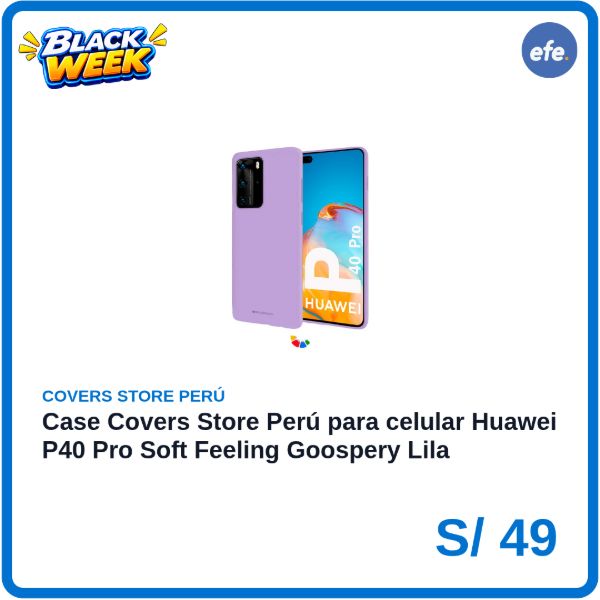 BLACK
WEEK
efe.
P
40 Pro
HUAWEI
COVERS STORE PERÚ
Case Covers Store Perú para celular Huawei
P40 Pro Soft Feeling Goospery Lila
S/ 49